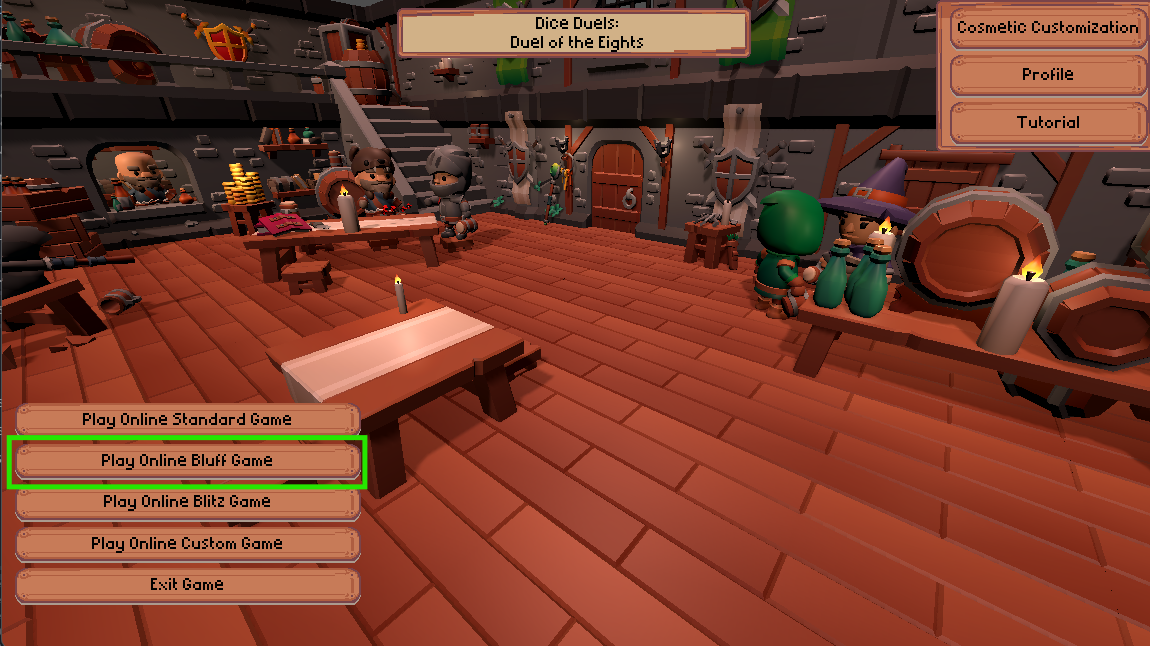 Dice Duels:
Duel of the Eights
Cosmetic Customization
Profile
Tutorial
Play Online Standard Game
Play Online Bluff Game
Play Online Blitz Game
Play Online Custom Game
Exit Game